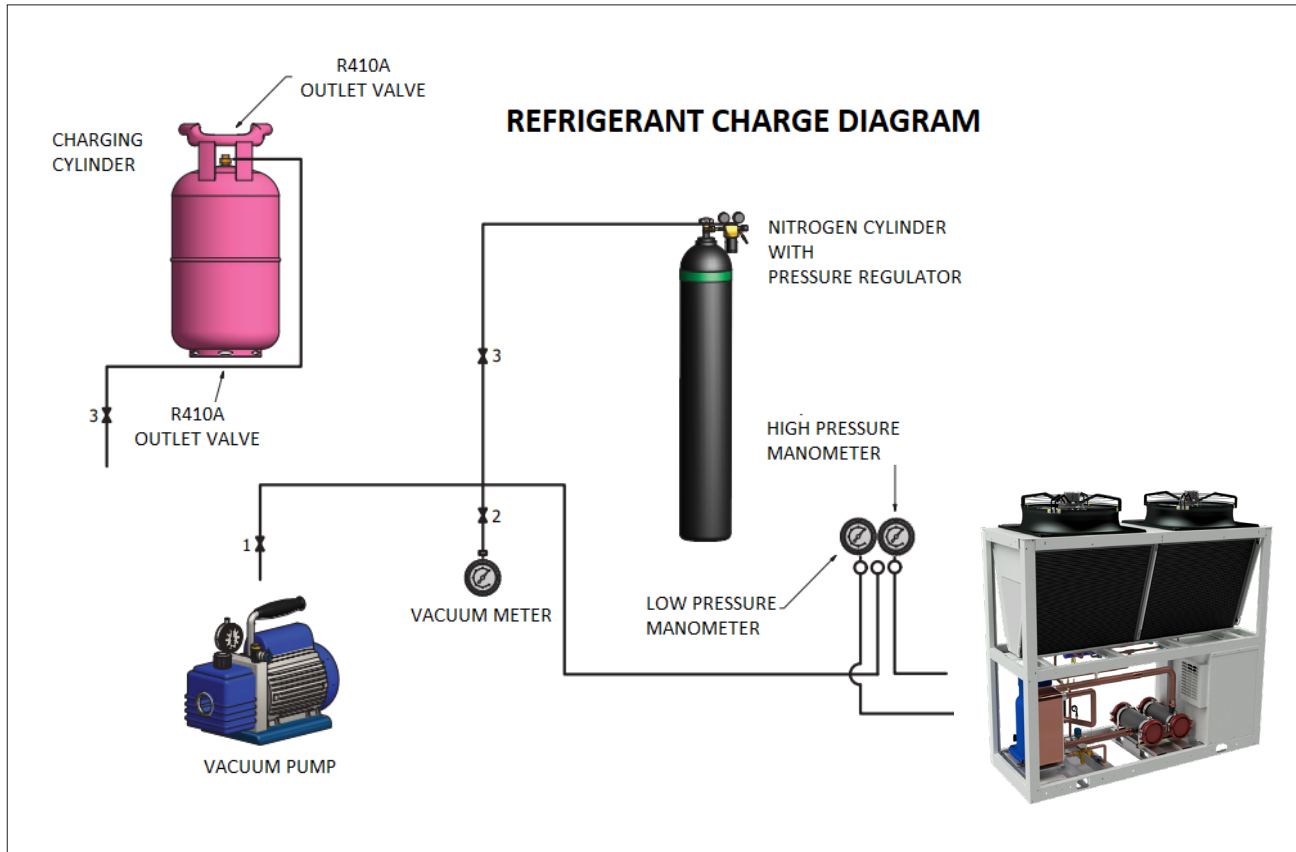 R410A
OUTLET VALVE
REFRIGERANT CHARGE DIAGRAM
CHARGING
CYLINDER
NITROGEN CYLINDER
WITH
PRESSURE REGULATOR
3
3
R410A
OUTLET VALVE
HIGH PRESSURE
MANOMETER
2
1
LOW PRESSURE
MANOMETER
VACUUM METER
VACUUM PUMP